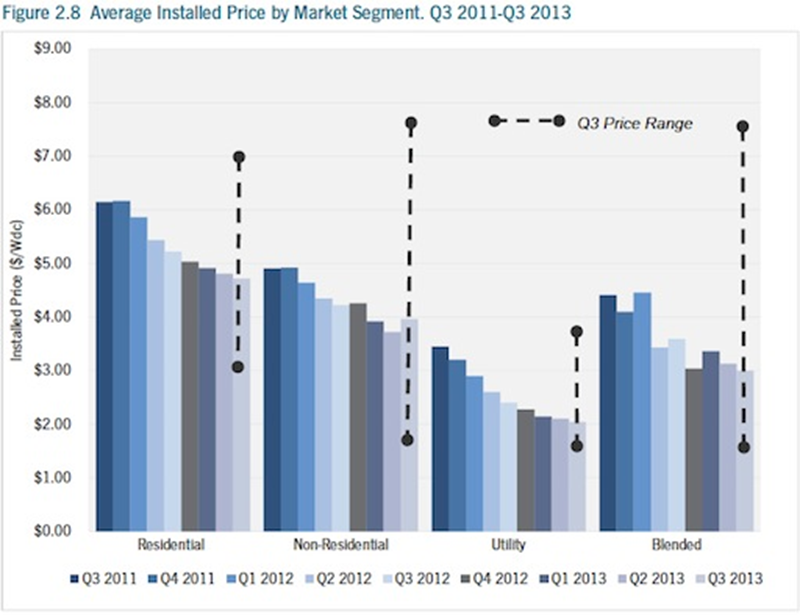 Figure 2.8 Average Installed Price by Market Segment. Q3 2011-Q3 2013
$9.00
$8.00
$7.00
$6.00
$5.00
$4.00
$3.00
$2.00
$1.00
$0.00
Installed Price ($/Wdc)
Q3 Price Range
Residential Non-Residential Utility Blended
Q3 2011 Q4 2011 Q1 2012 Q2 2012 Q3 2012 Q4 2012 Q1 2013 Q2 2013 Q3 2013